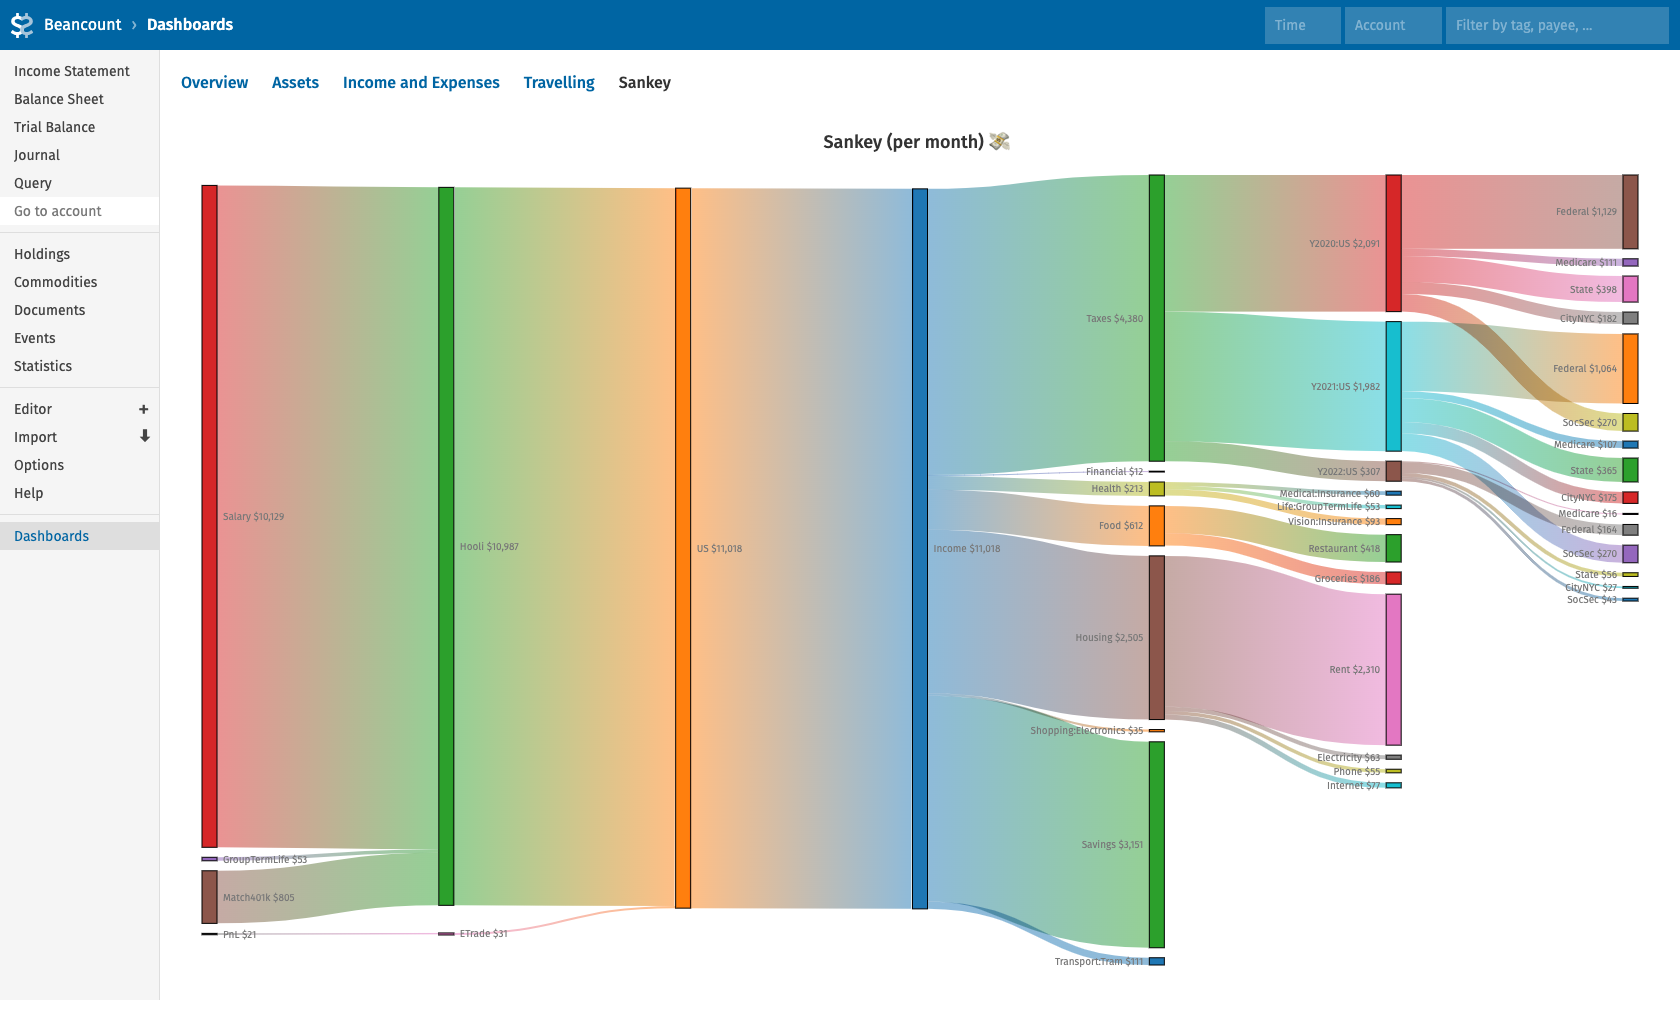 Beancount › Dashboards
Time
Account
Filter by tag, payee, ...
Income Statement
Balance Sheet
Trial Balance
Journal
Query
Go to account
Holdings
Commodities
Documents
Events
Statistics
Editor +
Import
Options
Help
Dashboards
Overview
Assets
Income and Expenses
Travelling
Sankey
Sankey (per month) 💸
Salary $10,129
GroupTermLife $53
Match401k $805
PnL $21
Hooli $10,987
ETrade $31
US $11,018
Income $11,018
Taxes $4,380
Financial $12
Health $213
Food $612
Housing $2,505
Shopping:Electronics $35
Savings $3,151
Transport:Tram $111
Y2020:US $2,091
Y2021:US $1,982
Y2022:US $307
Medical:Insurance $60
Life:GroupTermLife $53
Vision:Insurance $93
Restaurant $418
Groceries $186
Rent $2,310
Electricity $63
Phone $55
Internet $77
Federal $1,129
Medicare $111
State $398
CityNYC $182
Federal $1,064
SocSec $270
Medicare $107
State $365
CityNYC $175
Medicare $16
Federal $164
SocSec $270
State $56
CityNYC $27
SocSec $43